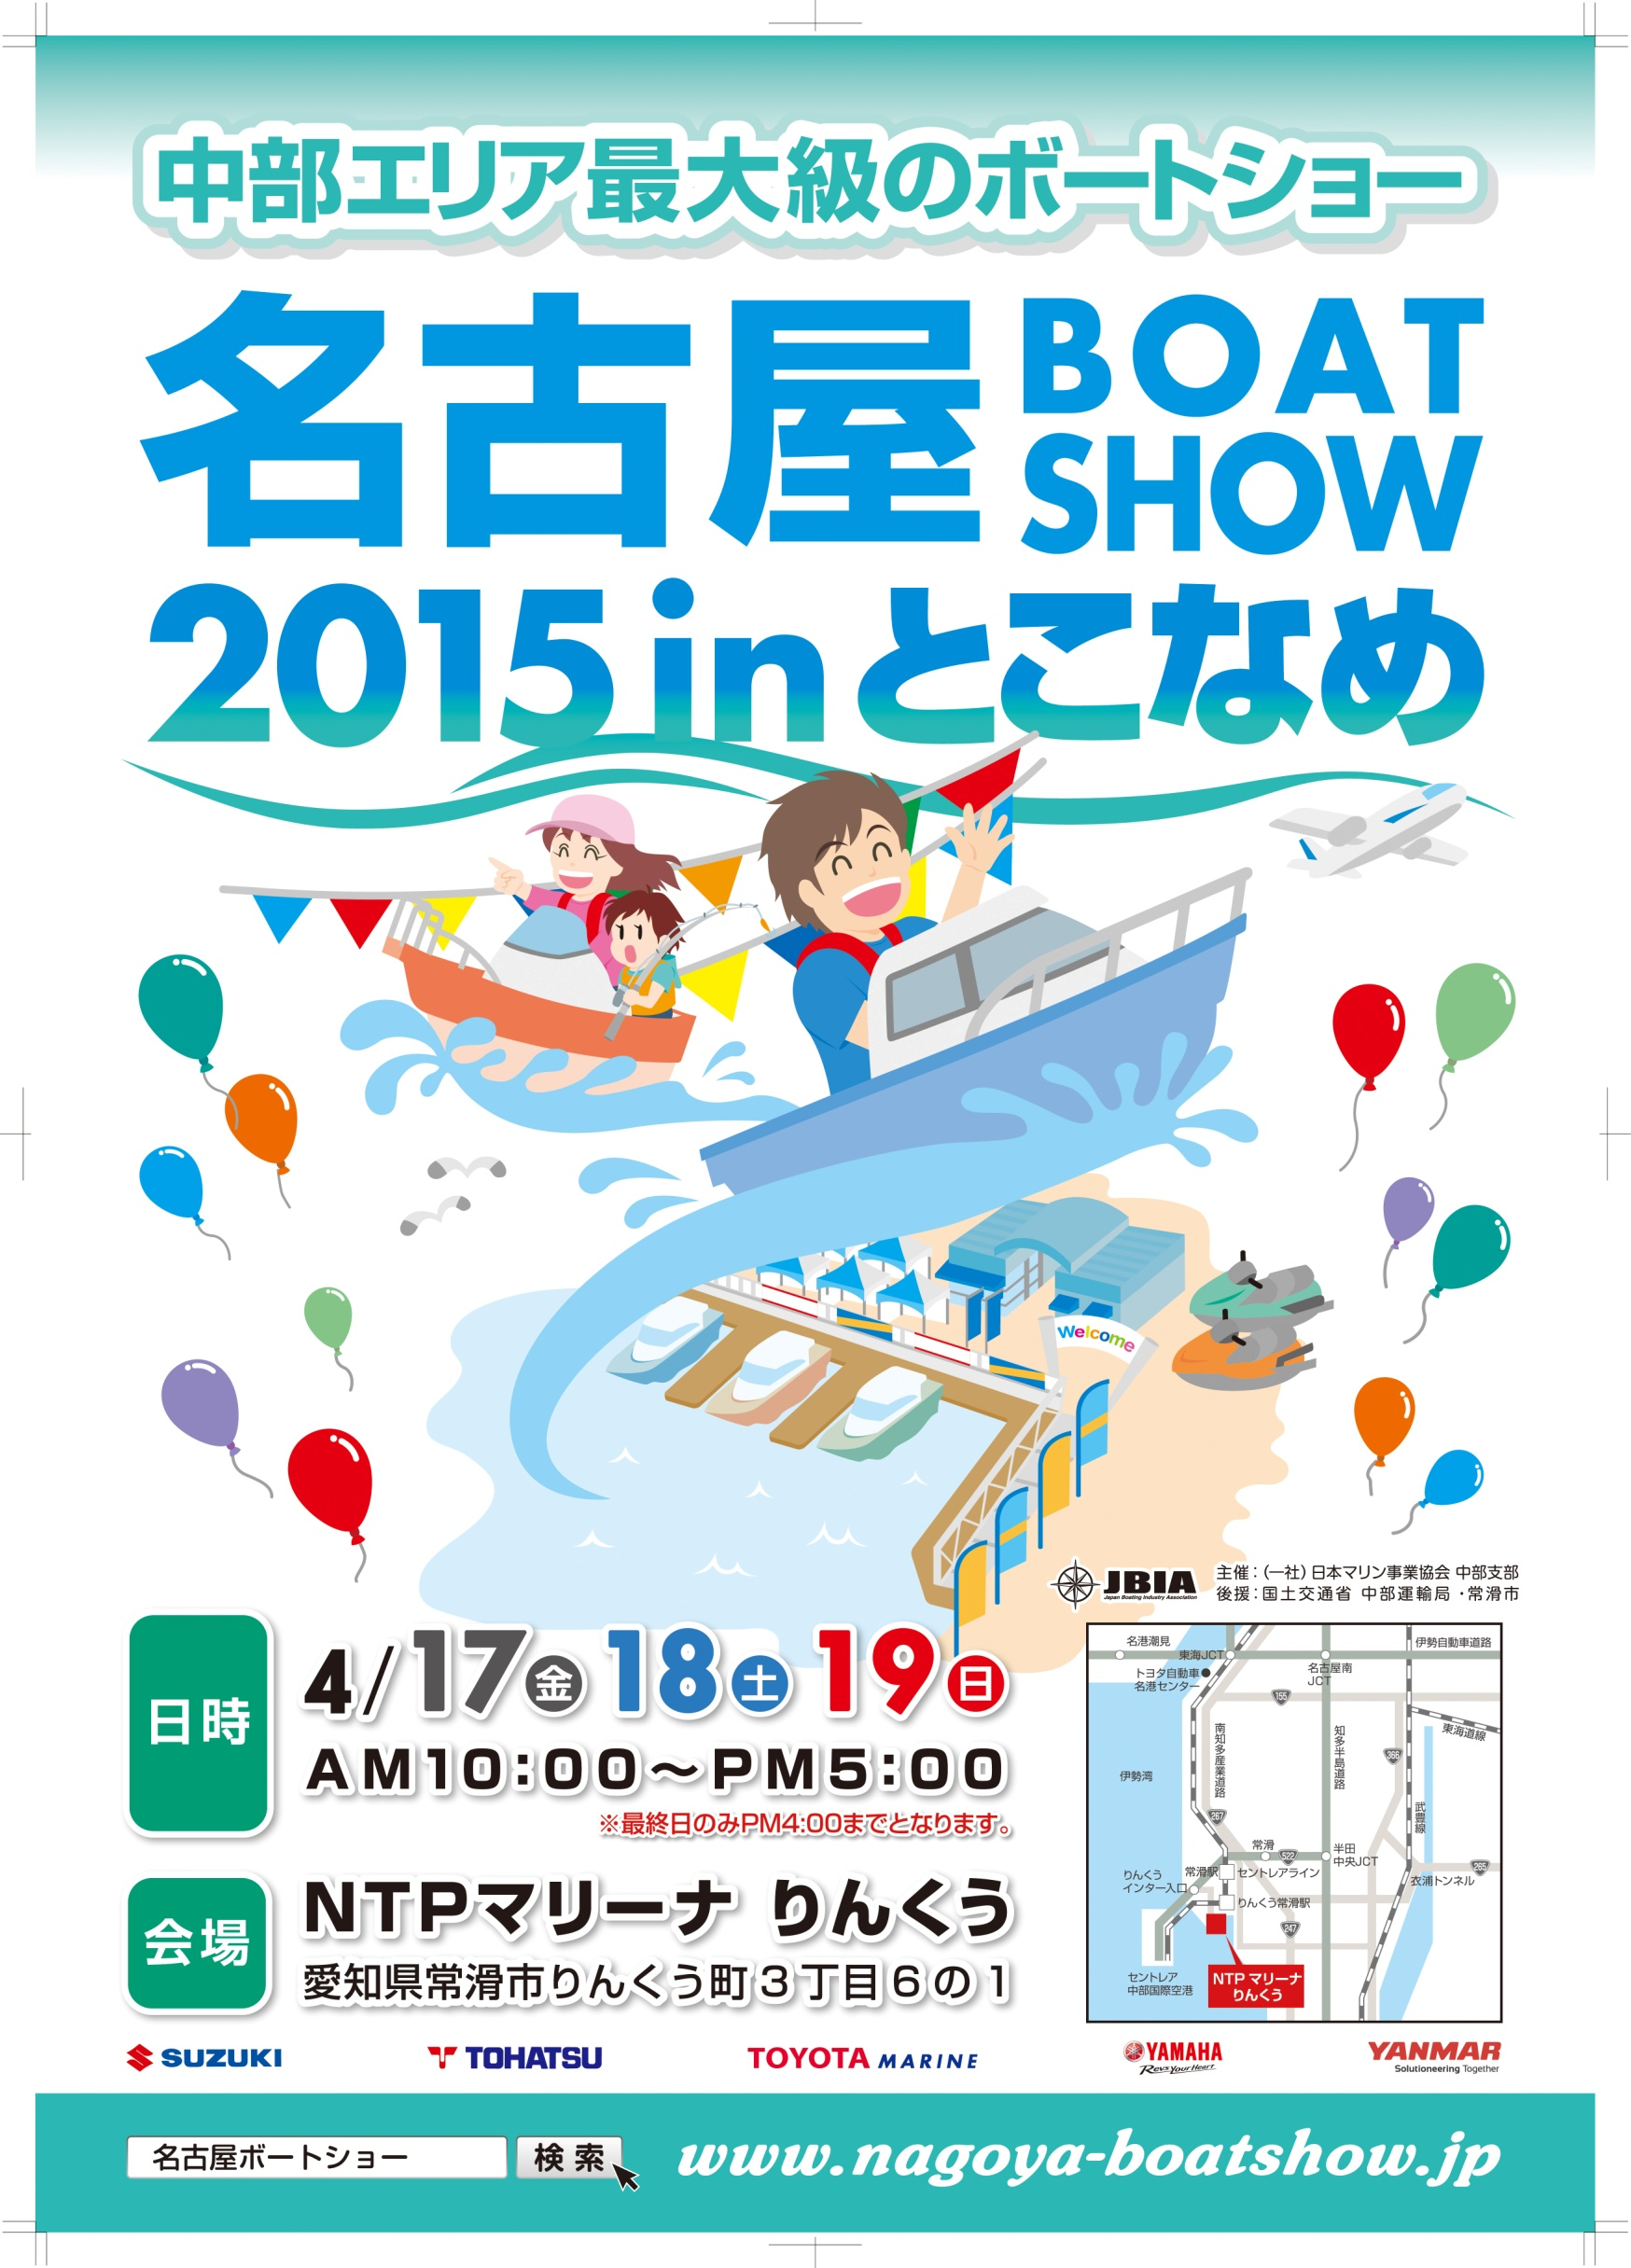 中部エリア最大級のボートショー
名古屋 BOAT SHOW
2015 in とこなめ
Welcome
JBIA
Japan Boating Industry Association
主催：(一社)日本マリン事業協会 中部支部
後援：国土交通省 中部運輸局・常滑市
日時
4/17金 18土 19日
AM10:00～PM5:00
※最終日のみPM4:00までとなります。
会場
NTPマリーナ りんくう
愛知県常滑市りんくう町3丁目6の1
名港潮見
東海JCT
伊勢自動車道路
トヨタ自動車
名港センター
名古屋南
JCT
155
東海道線
南知多産業道路
知多半島道路
366
伊勢湾
武豊線
247
常滑
522
半田
中央JCT
りんくう
インター入口
常滑駅
セントレアライン
265
衣浦トンネル
りんくう常滑駅
247
セントレア
中部国際空港
NTP マリーナ
りんくう
SUZUKI
TOHATSU
TOYOTA MARINE
YAMAHA
Revs Your Heart
YANMAR
Solutioneering Together
名古屋ボートショー
検索
www.nagoya-boatshow.jp